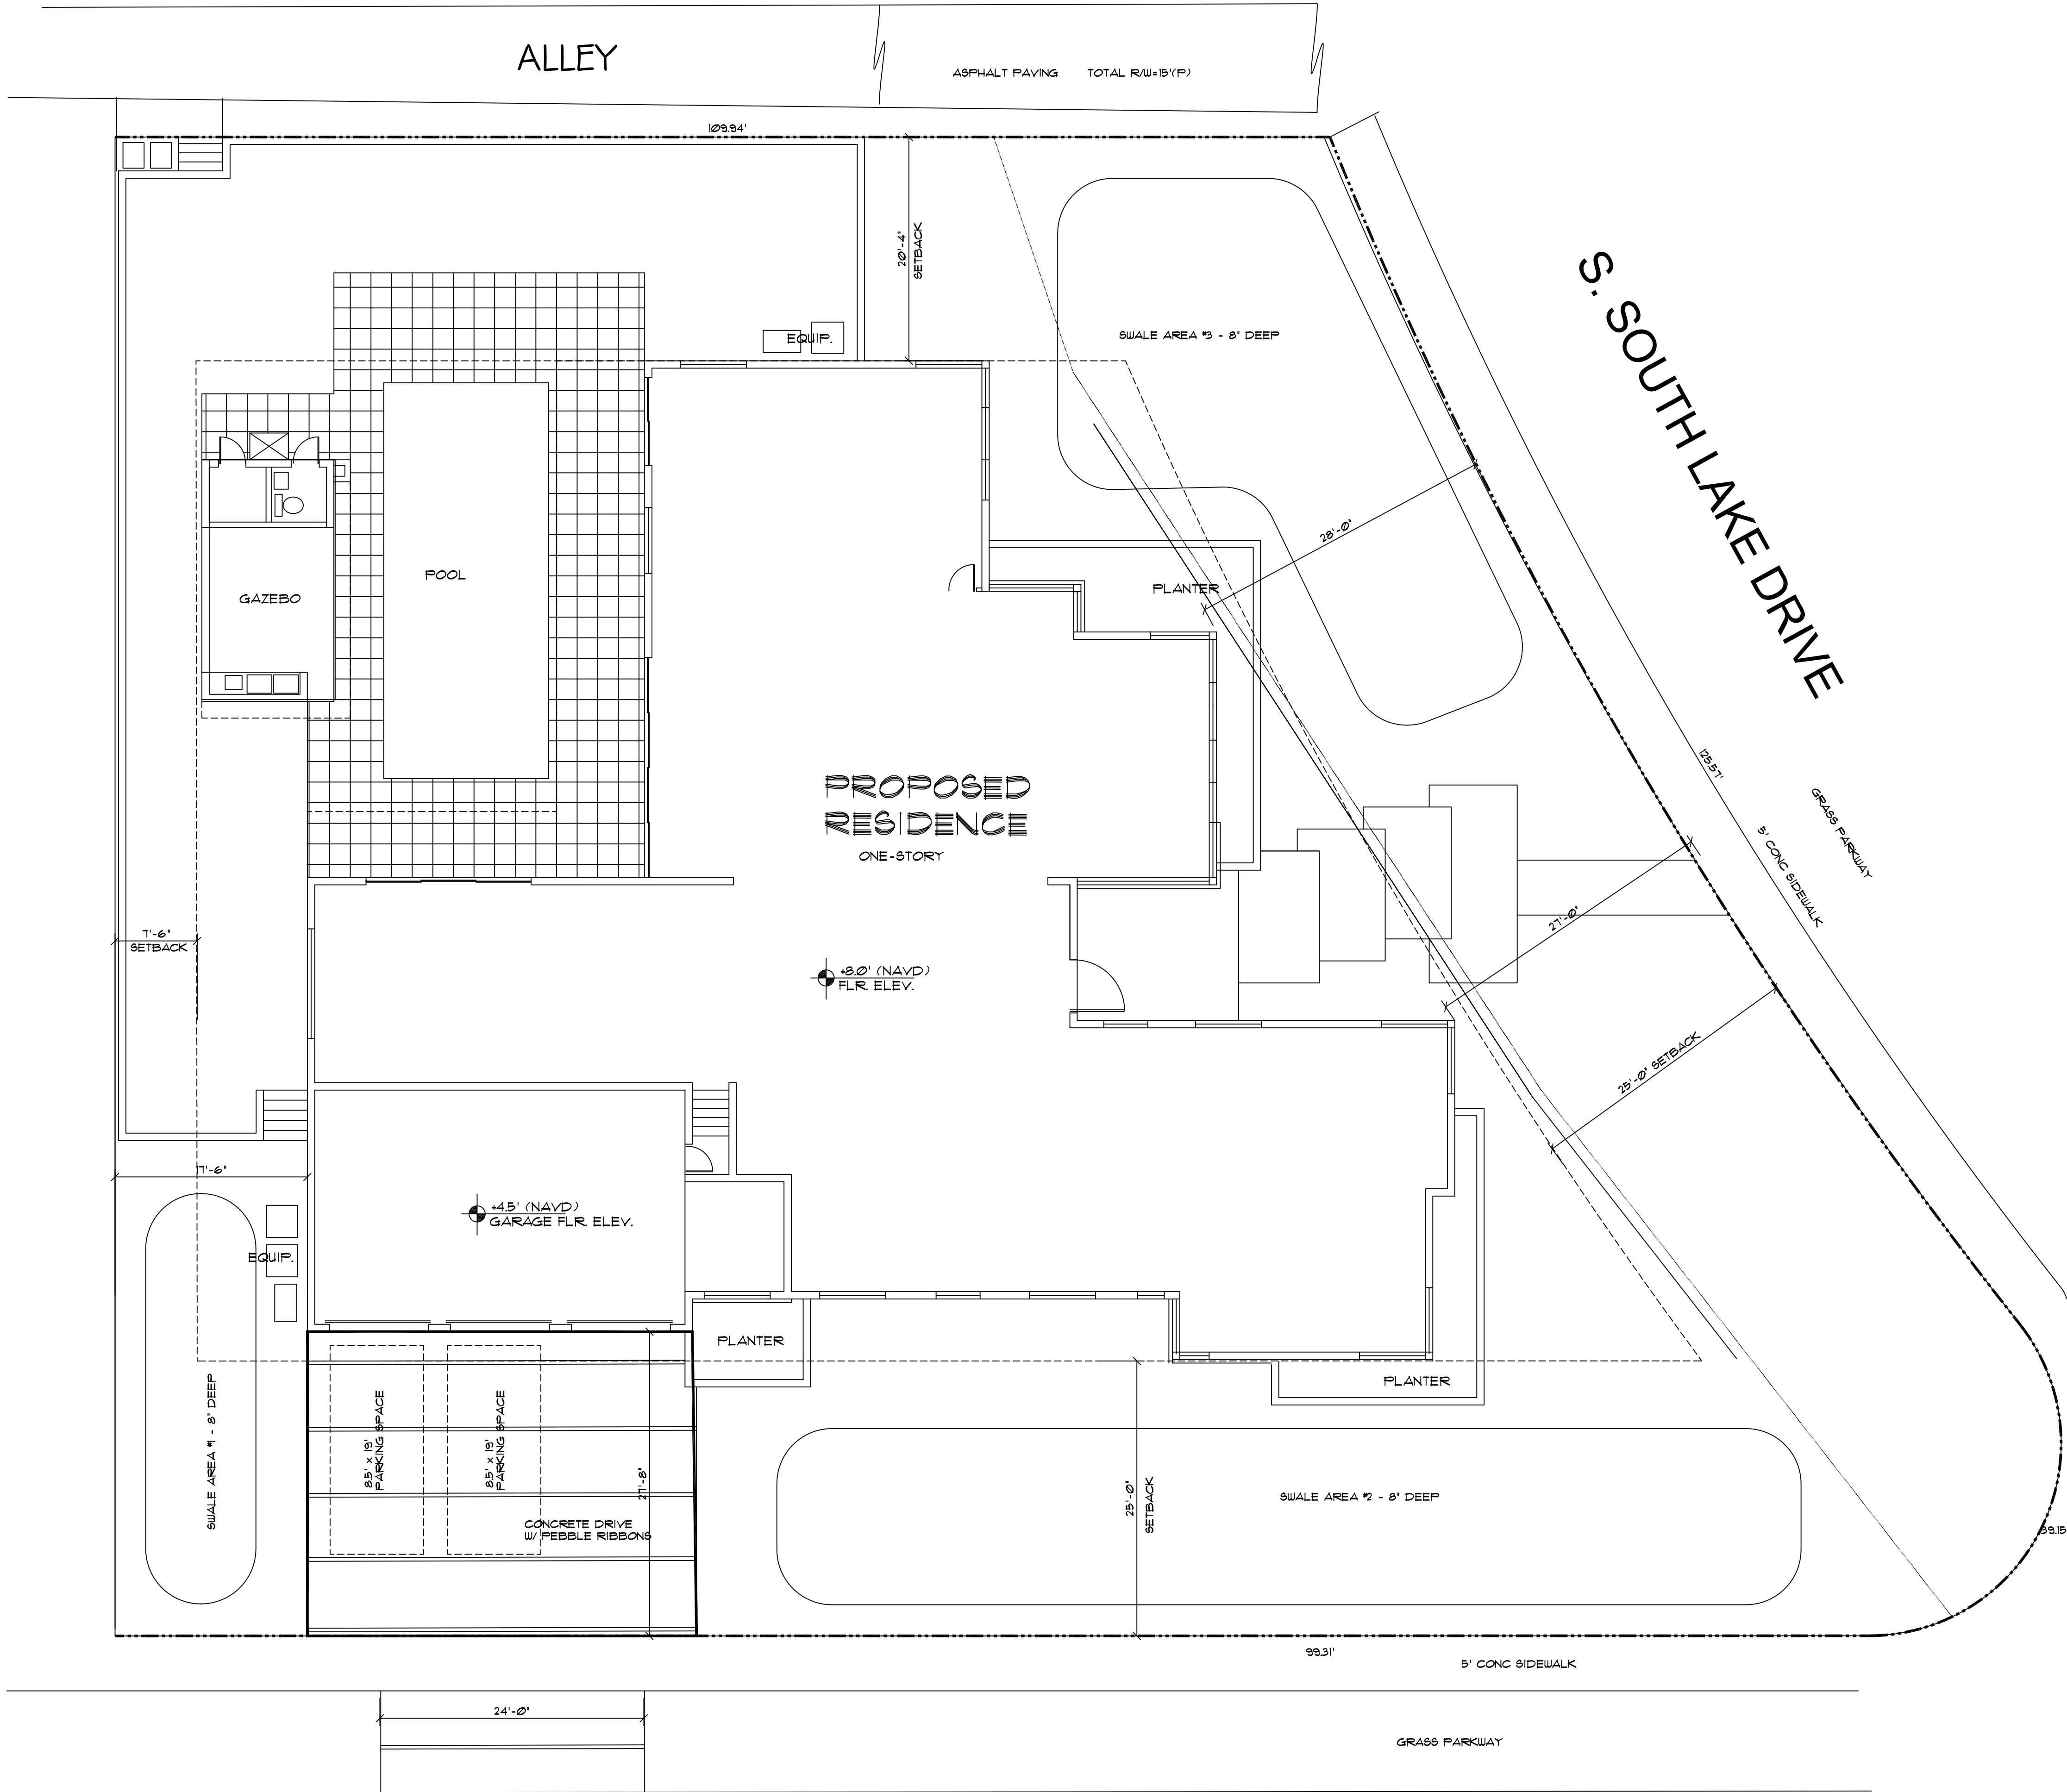 ALLEY
ASPHALT PAVING TOTAL R/W=15'(P)
109.94'
20'-4"
SETBACK
S. SOUTH LAKE DRIVE
EQUIP.
SWALE AREA #3 - 8" DEEP
28'-0"
POOL
GAZEBO
PLANTER
125.57'
GRASS PARKWAY
5' CONC SIDEWALK
PROPOSED
RESIDENCE
ONE-STORY
27'-0"
7'-6"
SETBACK
+8.0' (NAVD)
FLR. ELEV.
25'-0" SETBACK
17'-6"
+4.5' (NAVD)
GARAGE FLR. ELEV.
EQUIP.
PLANTER
PLANTER
SWALE AREA #1 - 8" DEEP
8.5' x 19'
PARKING SPACE
8.5' x 19'
PARKING SPACE
27'-8"
25'-0"
SETBACK
SWALE AREA #2 - 8" DEEP
CONCRETE DRIVE
W/ PEBBLE RIBBONS
39.15
99.31'
5' CONC SIDEWALK
24'-0"
GRASS PARKWAY